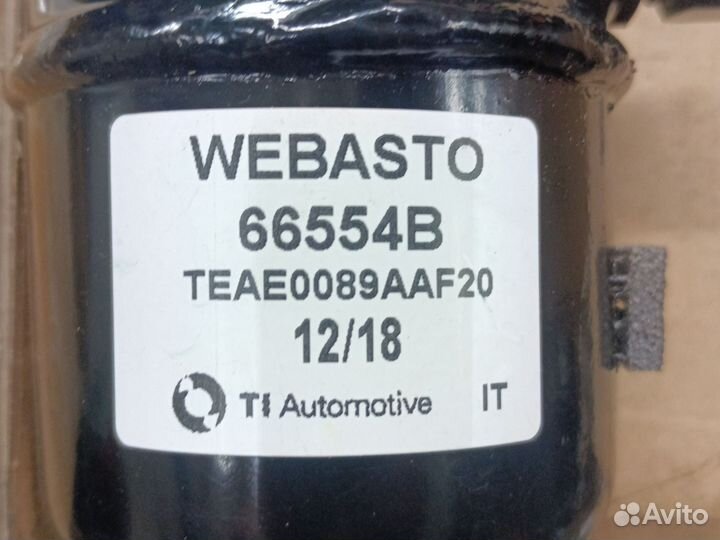 WEBASTO
66554B
TEAE0089AAF20
12/18
TI Automotive IT
Avito